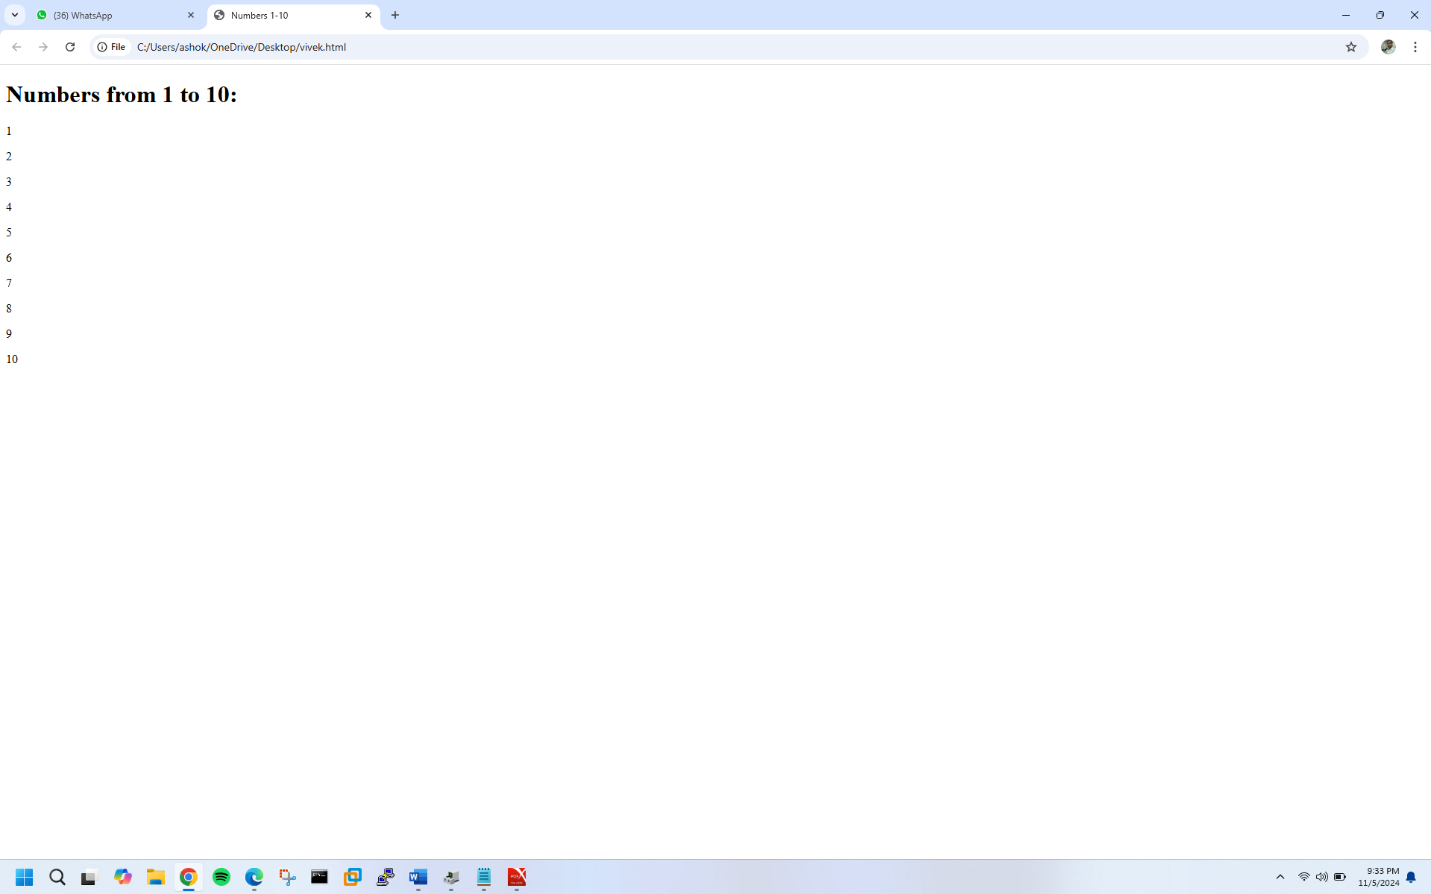 (36) WhatsApp
Numbers 1-10
File
C:/Users/ashok/OneDrive/Desktop/vivek.html
Numbers from 1 to 10:
1
2
3
4
5
6
7
8
9
10
9:33 PM
11/5/2024